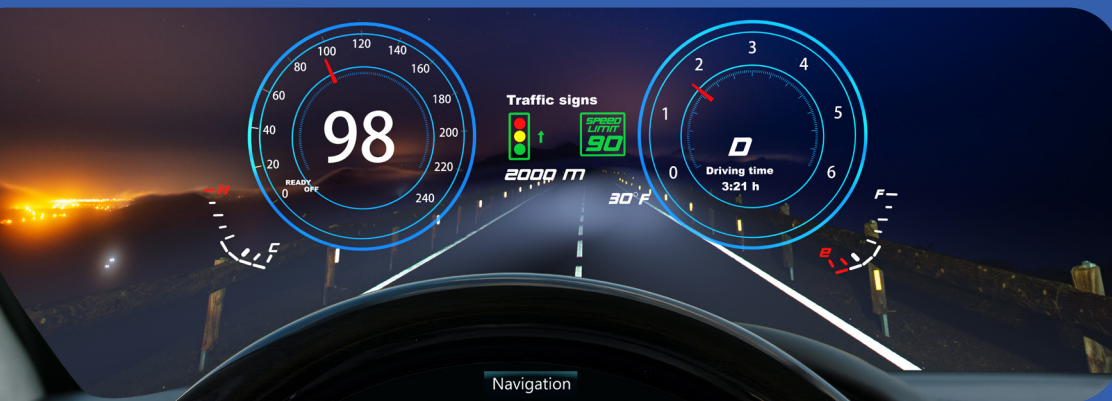 120
100
140
80
160
60
180
98
40
200
20
220
READY
OFF
0
240
H
C
Traffic signs
SPEED
LIMIT
90
2000 M
30°F
3
2
4
1
5
D
Driving time
0
6
3:21 h
F
e
Navigation